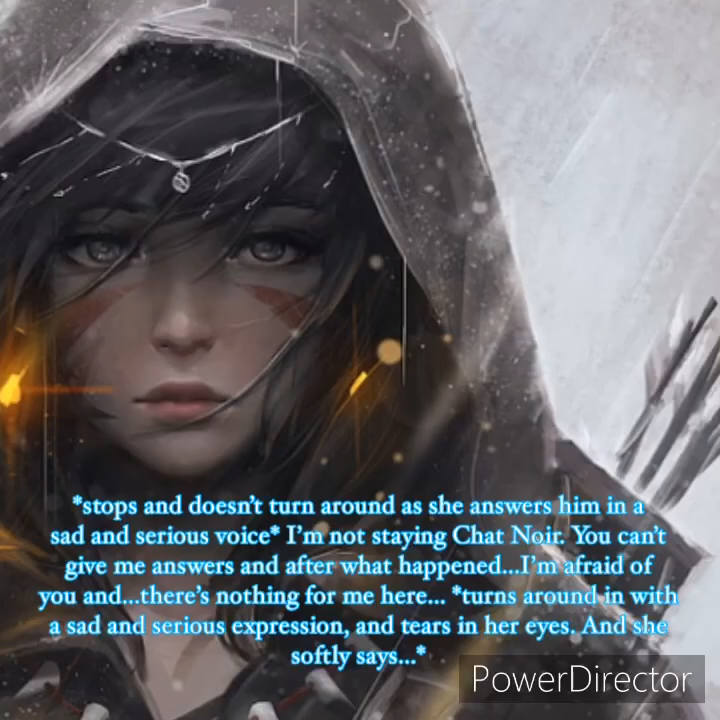 *stops and doesn't turn around as she answers him in a
sad and serious voice* I'm not staying Chat Noir. You can't
give me answers and after what happened...I'm afraid of
you and...there's nothing for me here... *turns around in with
a sad and serious expression, and tears in her eyes. And she
softly says...*
PowerDirector